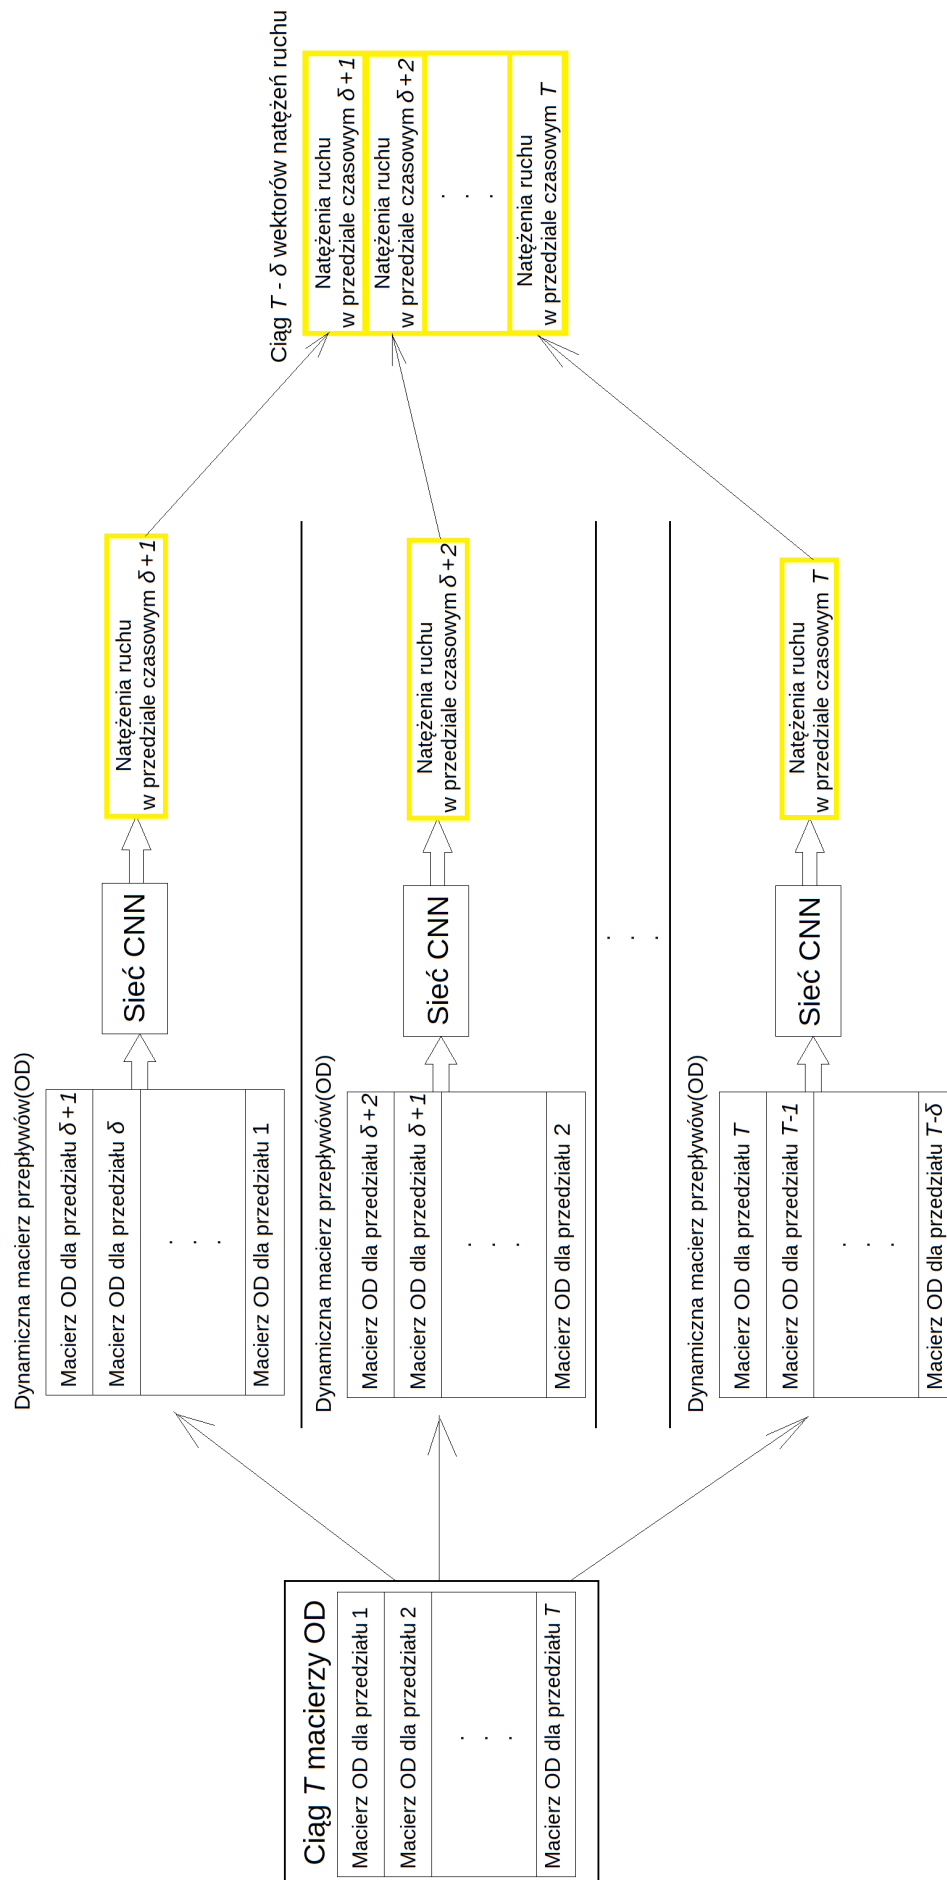 Ciąg T macierzy OD
Macierz OD dla przedziału 1
Macierz OD dla przedziału 2
. . .
Macierz OD dla przedziału T
Dynamiczna macierz przepływów(OD)
Macierz OD dla przedziału δ+1
Macierz OD dla przedziału δ
. . .
Macierz OD dla przedziału 1
Sieć CNN
Natężenia ruchu
w przedziale czasowym δ+1
Dynamiczna macierz przepływów(OD)
Macierz OD dla przedziału δ+2
Macierz OD dla przedziału δ+1
. . .
Macierz OD dla przedziału 2
Sieć CNN
Natężenia ruchu
w przedziale czasowym δ+2
. . .
Dynamiczna macierz przepływów(OD)
Macierz OD dla przedziału T
Macierz OD dla przedziału T-1
. . .
Macierz OD dla przedziału T-δ
Sieć CNN
Natężenia ruchu
w przedziale czasowym T
Ciąg T - δ wektorów natężeń ruchu
Natężenia ruchu
w przedziale czasowym δ+1
Natężenia ruchu
w przedziale czasowym δ+2
. . .
Natężenia ruchu
w przedziale czasowym T